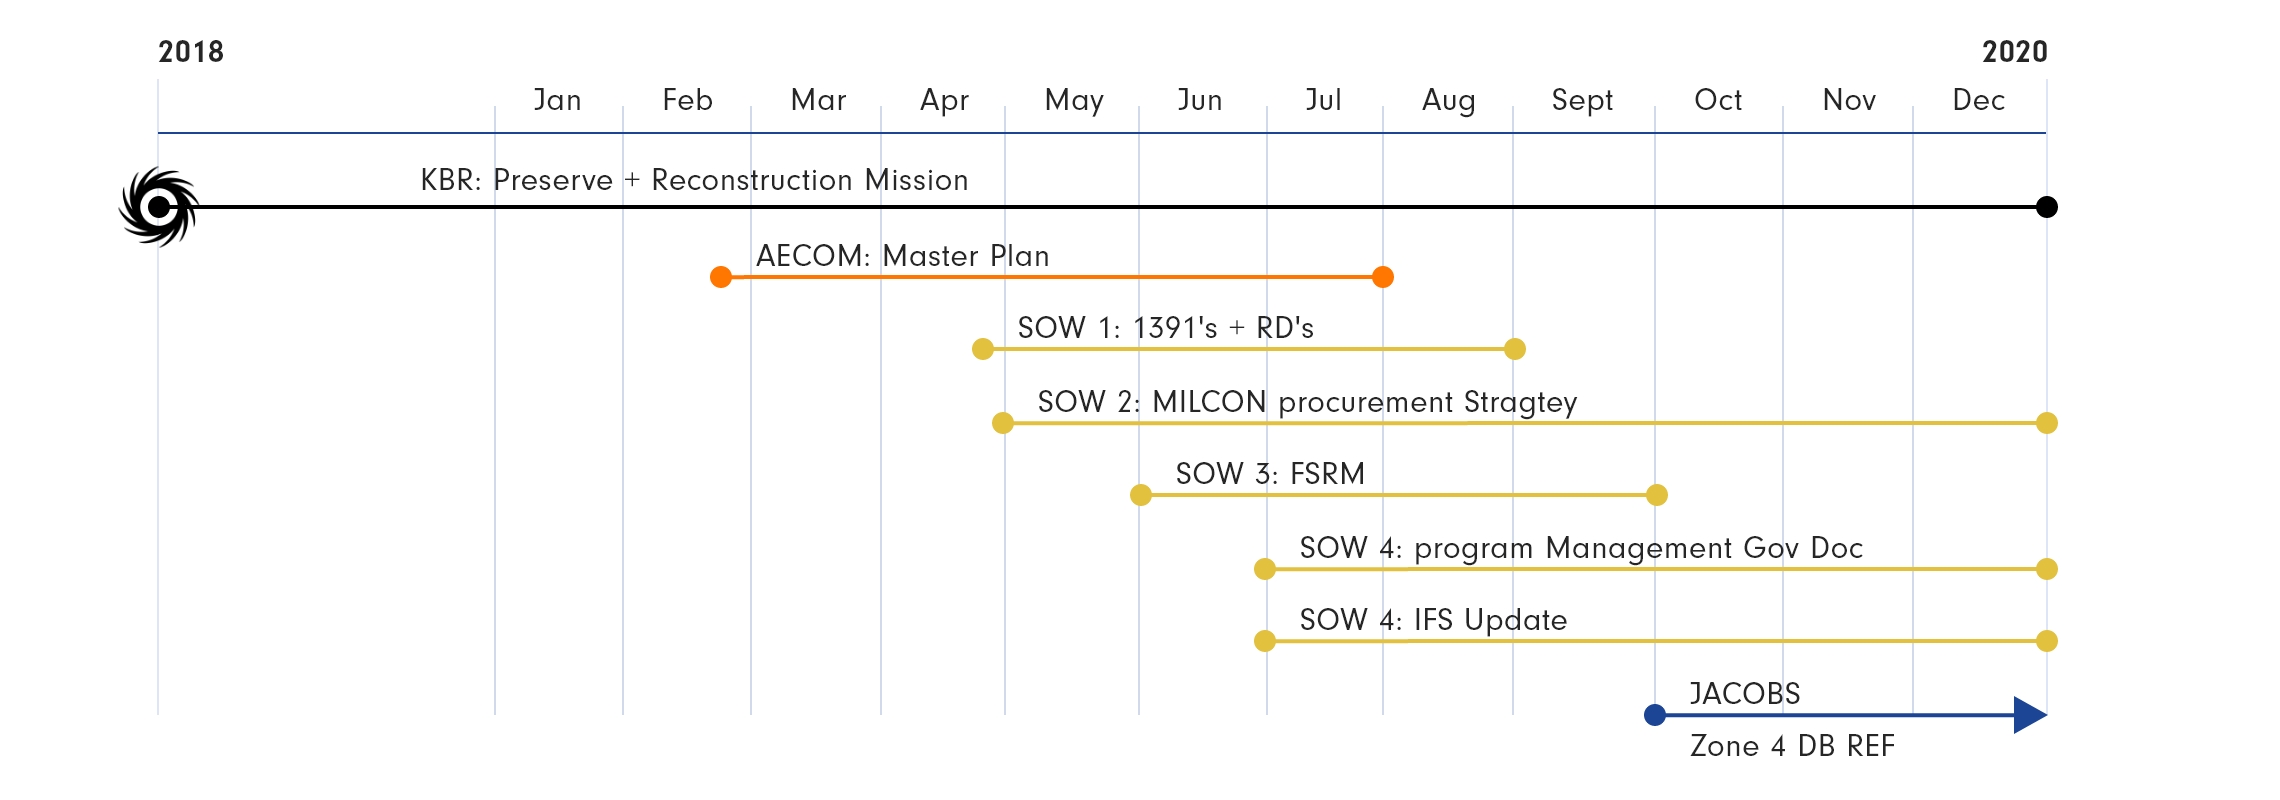 2018
2020
Jan Feb Mar Apr May Jun Jul Aug Sept Oct Nov Dec
KBR: Preserve + Reconstruction Mission
AECOM: Master Plan
SOW 1: 1391's + RD's
SOW 2: MILCON procurement Stragtey
SOW 3: FSRM
SOW 4: program Management Gov Doc
SOW 4: IFS Update
JACOBS
Zone 4 DB REF